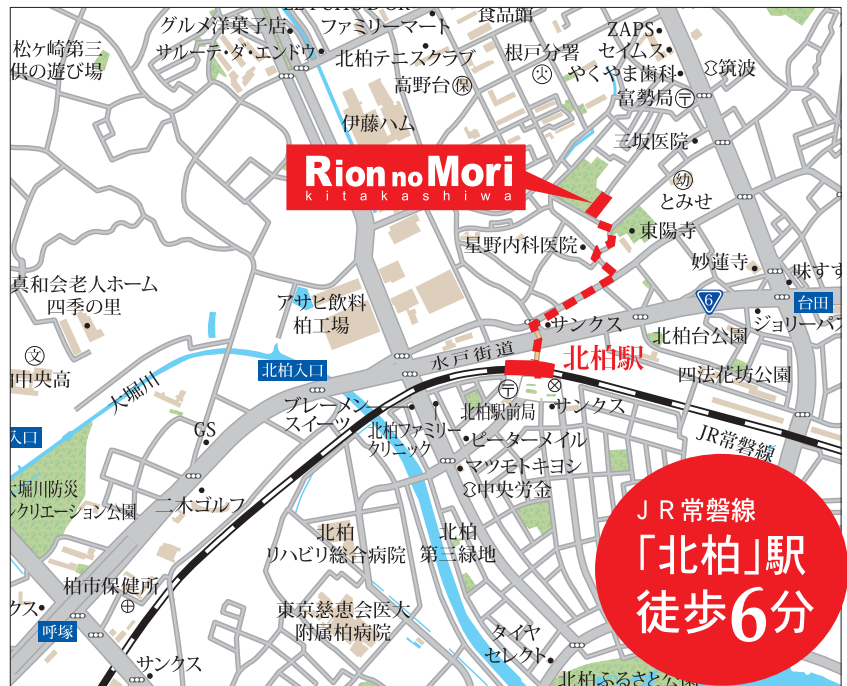 グルメ洋菓子店
ファミリーマート
食品館
ZAPS
セイムス
松ヶ崎第三
供の遊び場
サルーテ・ダ・エンドウ
北柏テニスクラブ
根戸分署
火
やくやま歯科
筑波
高野台
保
富勢局
〒
伊藤ハム
三坂医院
Rion no Mori
kitakashiwa
幼
とみせ
東陽寺
星野内科医院
妙蓮寺
味すず
真和会老人ホーム
四季の里
アサヒ飲料
柏工場
6
台田
サンクス
ジョリーパス
北柏台公園
水戸街道
北柏駅
文
中央高
北柏入口
四法花坊公園
大堀川
〒
ブレーメン
スイーツ
北柏駅前局
サンクス
入口
GS
北柏ファミリー
クリニック
ピーターメイル
JR常磐線
マツモトキヨシ
中央労金
大堀川防災
レクリエーション公園
二木ゴルフ
JR常磐線
「北柏」駅
徒歩6分
北柏
リハビリ総合病院
北柏
第三緑地
柏市保健所
クス
呼塚
東京慈恵会医大
附属柏病院
タイヤ
セレクト
サンクス
北柏ふるさと公園